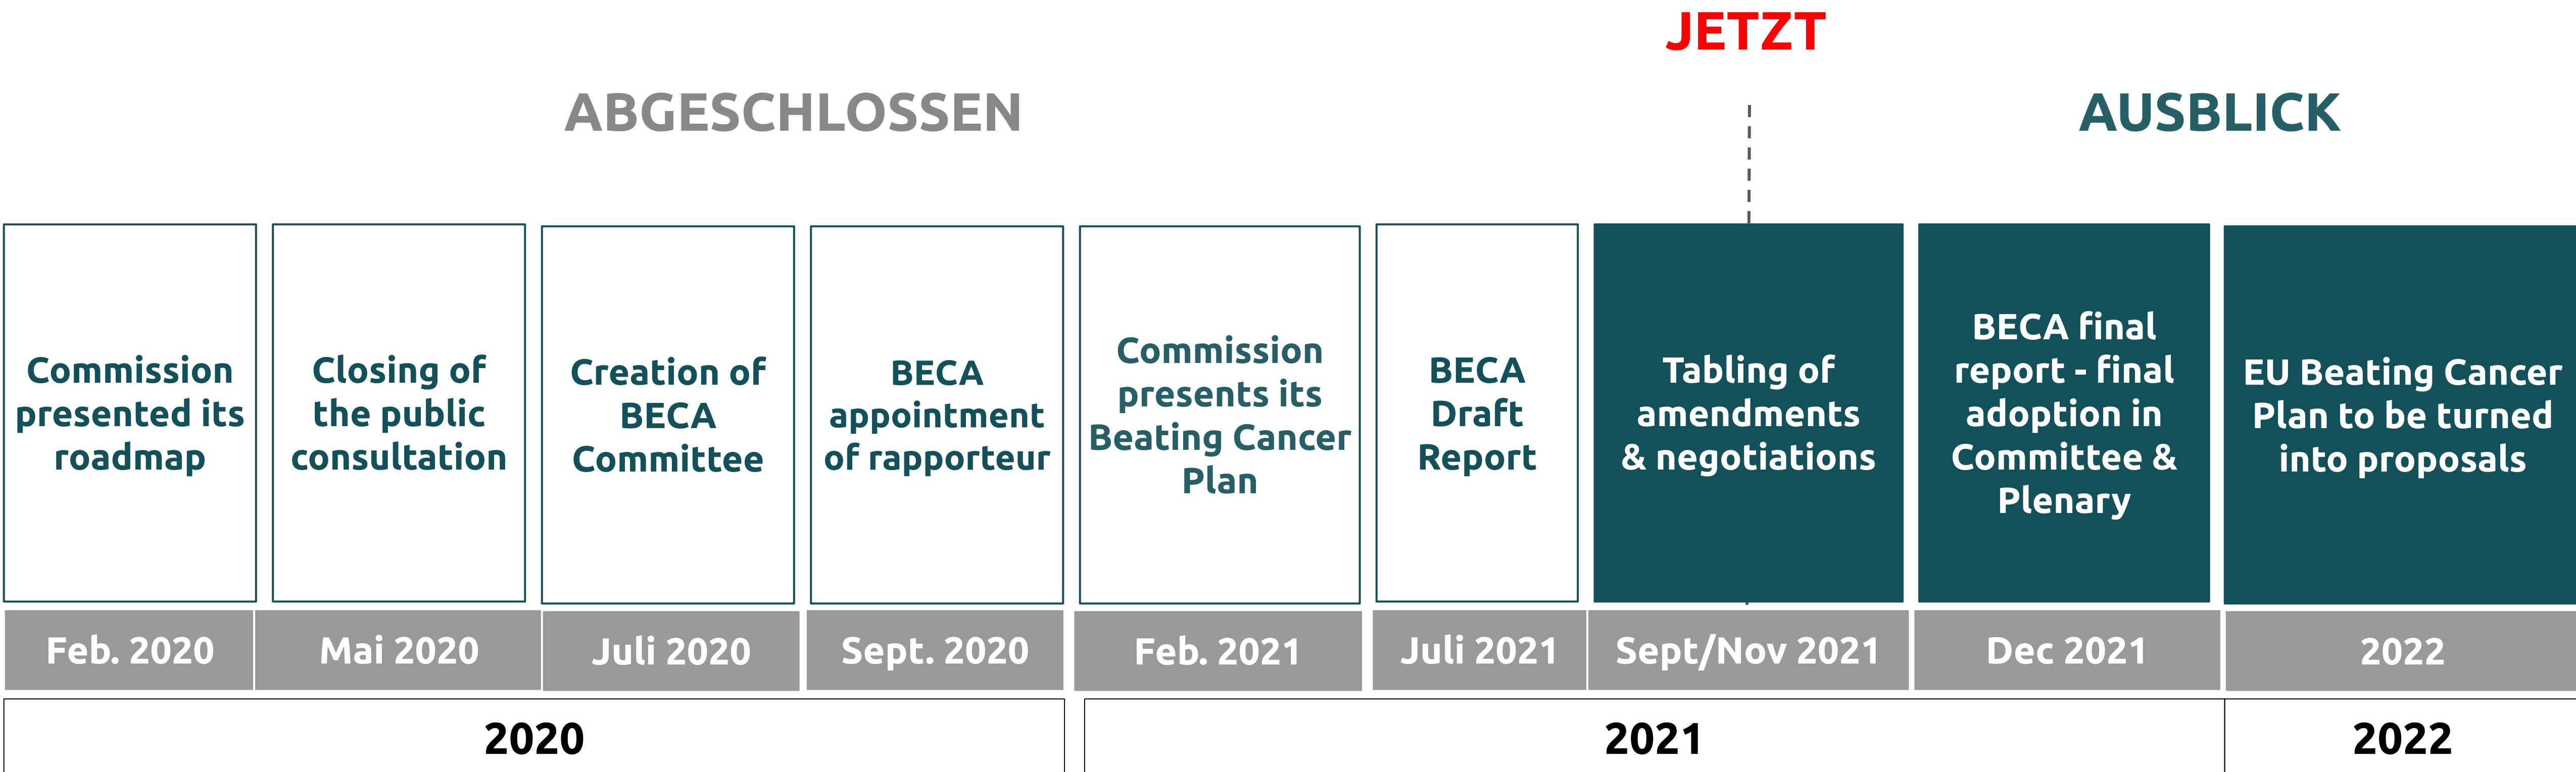 JETZT
ABGESCHLOSSEN
AUSBLICK
Commission
presented its
roadmap
Closing of
the public
consultation
Creation of
BECA
Committee
BECA
appointment
of rapporteur
Commission
presents its
Beating Cancer
Plan
BECA
Draft
Report
Tabling of
amendments
& negotiations
BECA final
report - final
adoption in
Committee &
Plenary
EU Beating Cancer
Plan to be turned
into proposals
Feb. 2020
Mai 2020
Juli 2020
Sept. 2020
Feb. 2021
Juli 2021
Sept/Nov 2021
Dec 2021
2022
2020
2021
2022